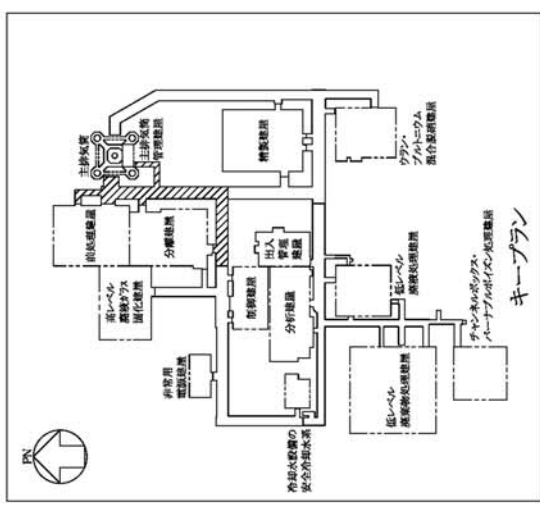 PN
主排気筒
主排気筒
管理建屋
前処理建屋
高レベル
廃液ガラス
固化建屋
分離建屋
精製建屋
ウラン・
プルトニウム
混合脱硝建屋
非常用
電源建屋
制御建屋
出入
管理
建屋
分析建屋
冷却水設備の
安全冷却水系
低レベル
廃液処理建屋
低レベル
廃棄物処理建屋
チャンネルボックス・
バーナブルポイズン処理建屋
キープラン